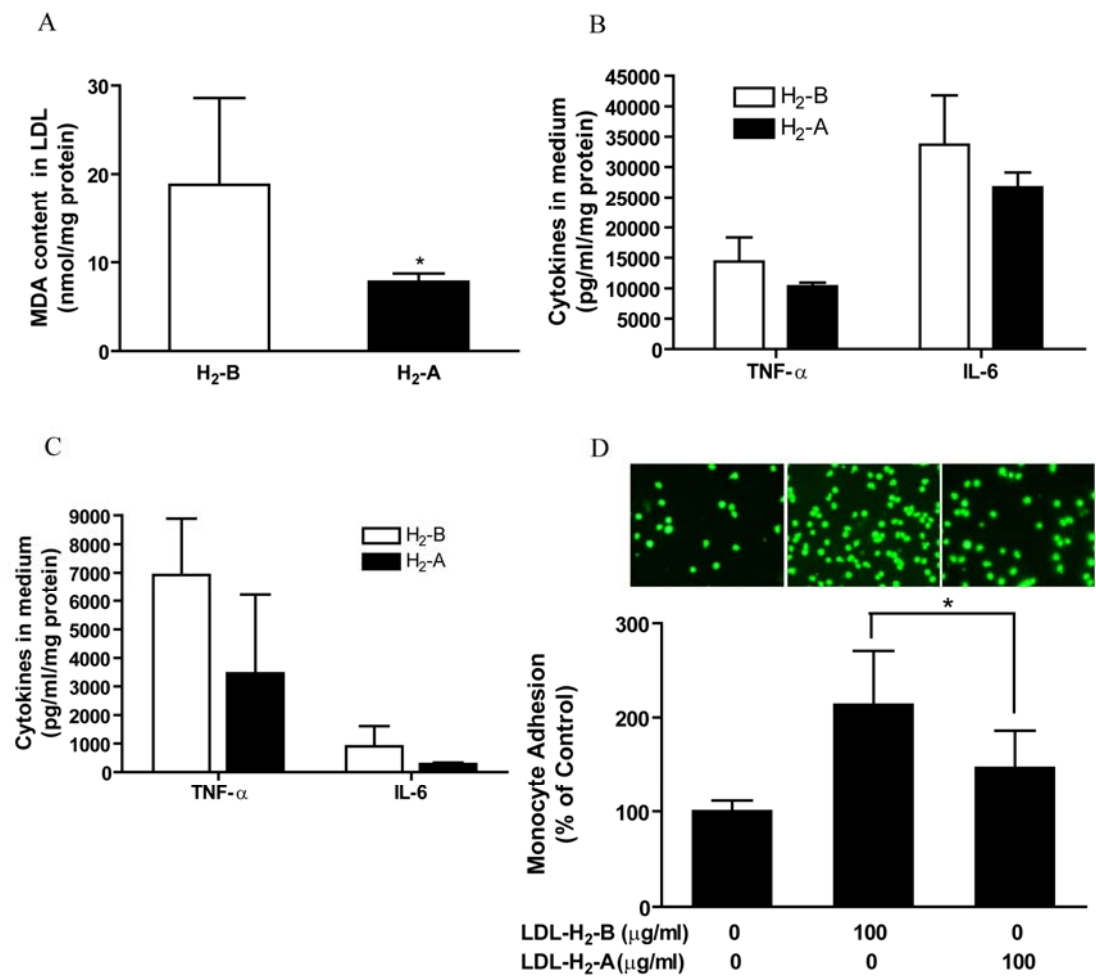 A
MDA content in LDL
(nmol/mg protein)
30
20
10
0
*
H₂-B
H₂-A
B
Cytokines in medium
(pg/ml/mg protein)
45000
40000
35000
30000
25000
20000
15000
10000
5000
0
H₂-B
H₂-A
TNF-α
IL-6
C
Cytokines in medium
(pg/ml/mg protein)
9000
8000
7000
6000
5000
4000
3000
2000
1000
0
H₂-B
H₂-A
TNF-α
IL-6
D
Monocyte Adhesion
(% of Control)
300
200
100
0
*
LDL-H₂-B (μg/ml) 0 100 0
LDL-H₂-A(μg/ml) 0 0 100